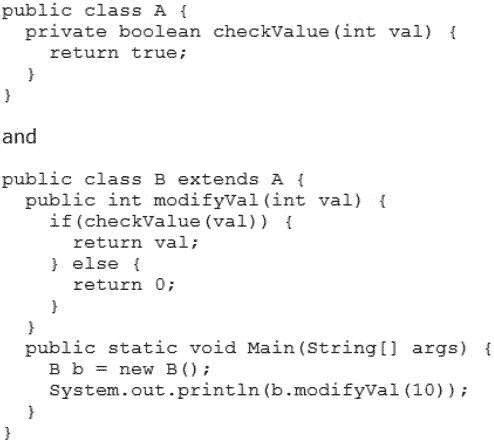 public class A {
  private boolean checkValue(int val) {
    return true;
  }
}
and
public class B extends A {
  public int modifyVal(int val) {
    if(checkValue(val)) {
      return val;
    } else {
      return 0;
    }
  }
  public static void Main(String[] args) {
    B b = new B();
    System.out.println(b.modifyVal(10));
  }
}